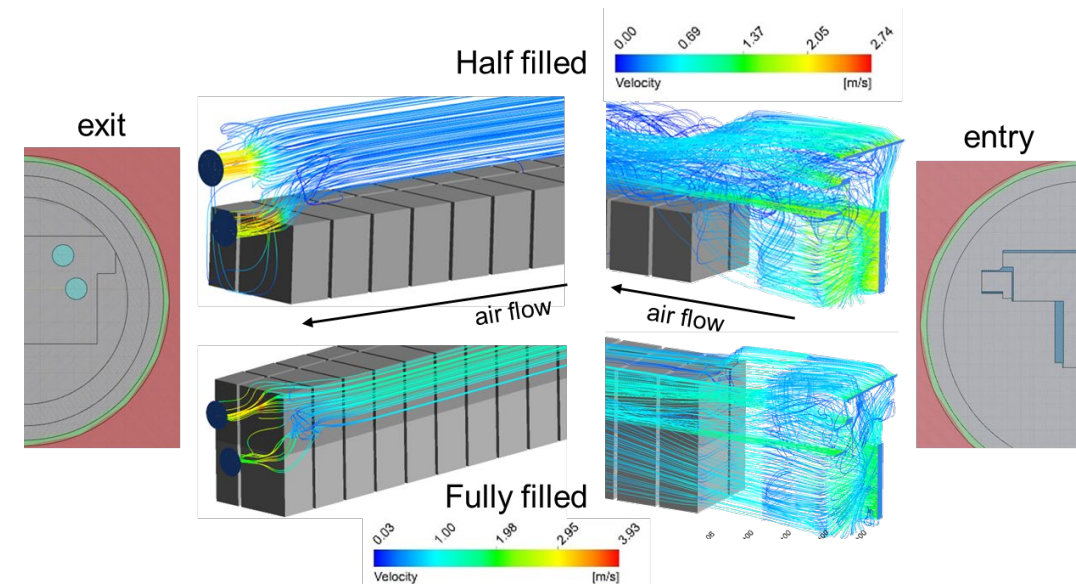 Half filled
0.00 0.69 1.37 2.05 2.74
Velocity [m/s]
exit
entry
air flow
air flow
Fully filled
0.03 1.00 1.98 2.95 3.93
Velocity [m/s]